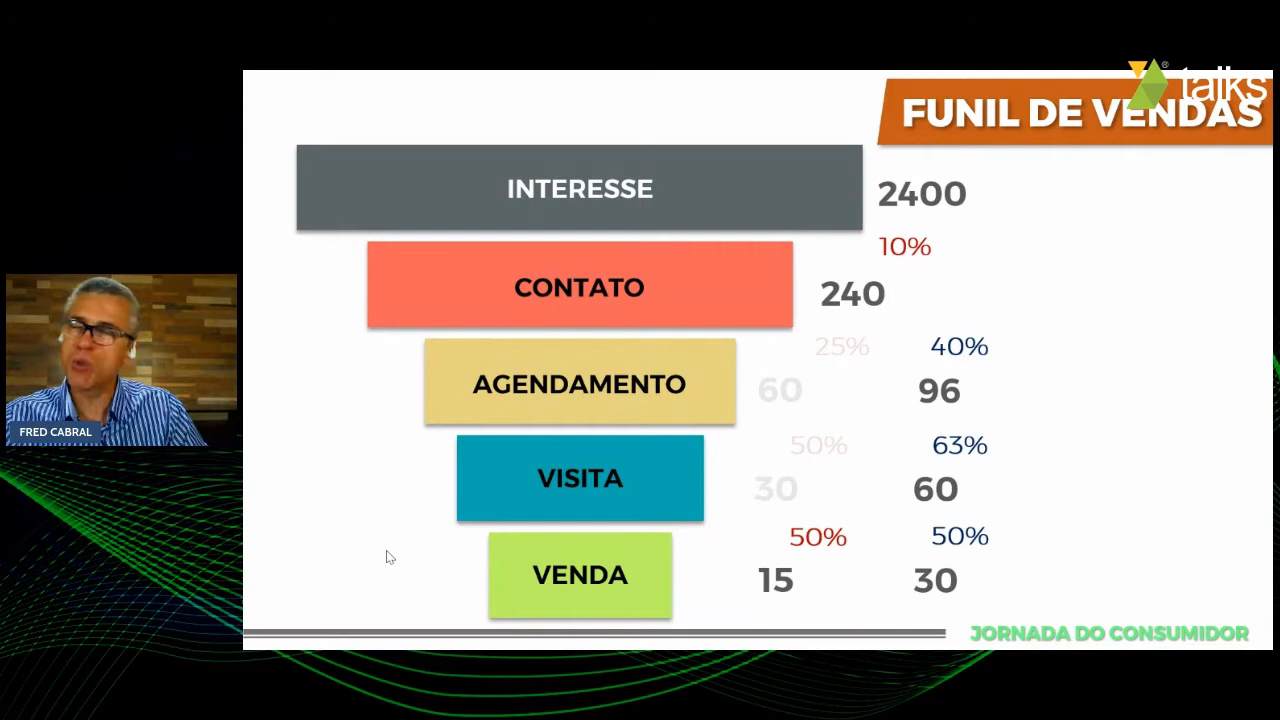 talks
FUNIL DE VENDAS
INTERESSE
2400
10%
CONTATO
240
25%
40%
AGENDAMENTO
60
96
50%
63%
VISITA
30
60
50%
50%
VENDA
15
30
FRED CABRAL
JORNADA DO CONSUMIDOR